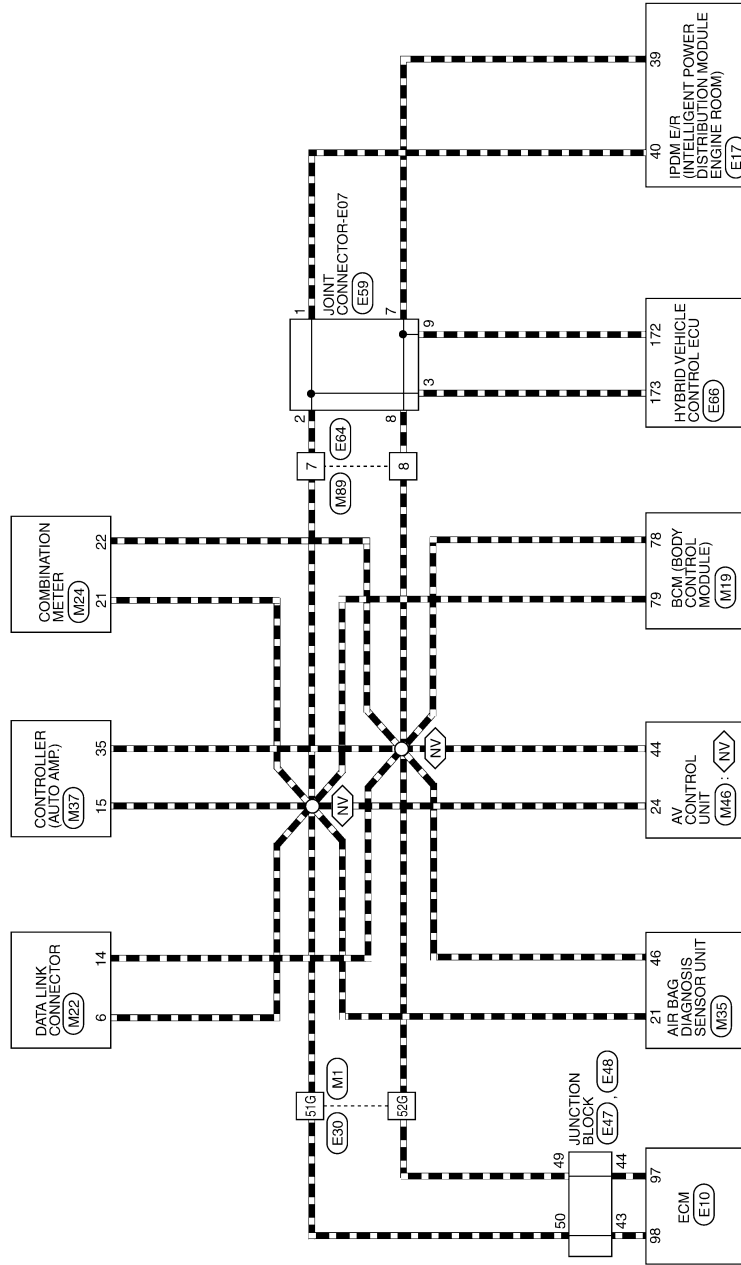 DATA LINK
CONNECTOR
M22
6
14
CONTROLLER
(AUTO AMP.)
M37
15
35
COMBINATION
METER
M24
21
22
51G
52G
E30
M1
NV
NV
7
8
M89
E64
2
8
1
7
3
9
JOINT
CONNECTOR-E07
E59
50
49
43
44
JUNCTION
BLOCK
E47 , E48
98
97
ECM
E10
21
46
AIR BAG
DIAGNOSIS
SENSOR UNIT
M35
24
44
AV
CONTROL
UNIT
M46 : NV
79
78
BCM (BODY
CONTROL
MODULE)
M19
173
172
HYBRID VEHICLE
CONTROL ECU
E66
40
39
IPDM E/R
(INTELLIGENT POWER
DISTRIBUTION MODULE
ENGINE ROOM)
E17